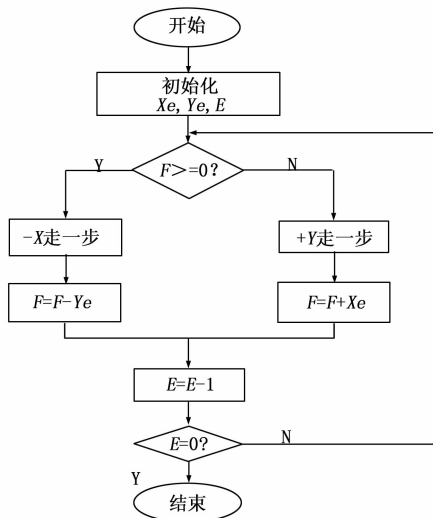 开始
初始化
Xe, Ye, E
F>=0?
Y
N
-X走一步
+Y走一步
F=F-Ye
F=F+Xe
E=E-1
E=0?
N
Y
结束